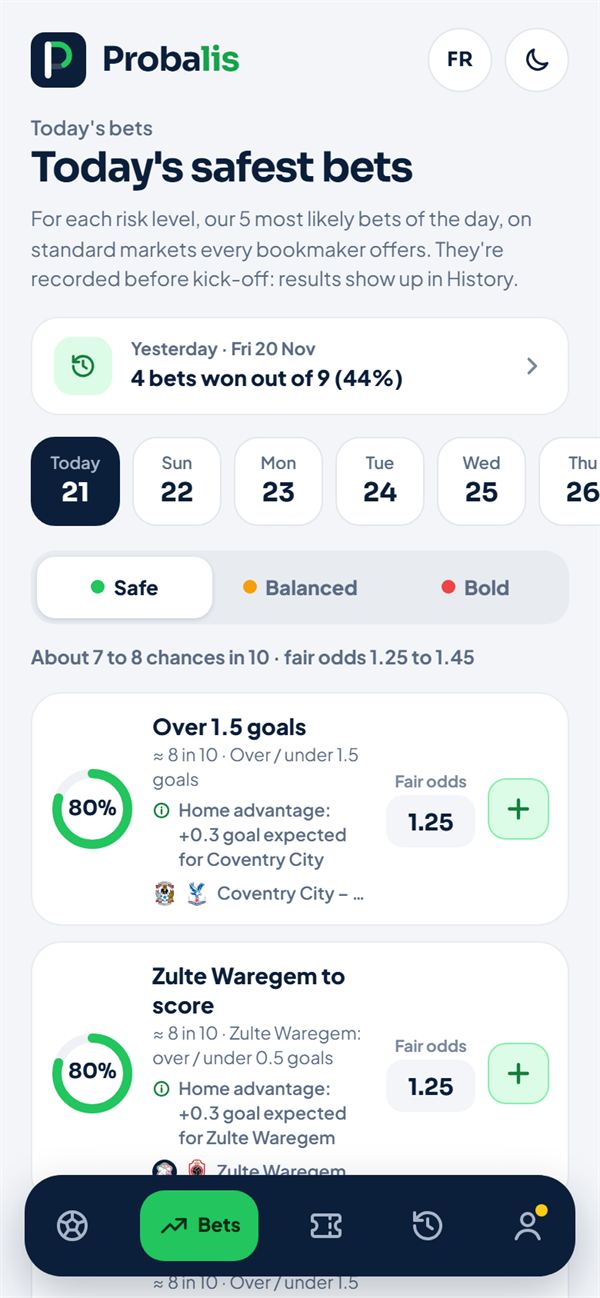 Probalis
FR
Today's bets
Today's safest bets
For each risk level, our 5 most likely bets of the day, on
standard markets every bookmaker offers. They're
recorded before kick-off: results show up in History.
Yesterday · Fri 20 Nov
4 bets won out of 9 (44%)
Today
21
Sun
22
Mon
23
Tue
24
Wed
25
Thu
26
Safe
Balanced
Bold
About 7 to 8 chances in 10 · fair odds 1.25 to 1.45
80%
Over 1.5 goals
≈ 8 in 10 · Over / under 1.5
goals
Home advantage:
+0.3 goal expected
for Coventry City
Coventry City – ...
Fair odds
1.25
80%
Zulte Waregem to
score
≈ 8 in 10 · Zulte Waregem:
over / under 0.5 goals
Home advantage:
+0.3 goal expected
for Zulte Waregem
Zulte Waregem
Fair odds
1.25
Bets
≈ 8 in 10 · Over / under 1.5